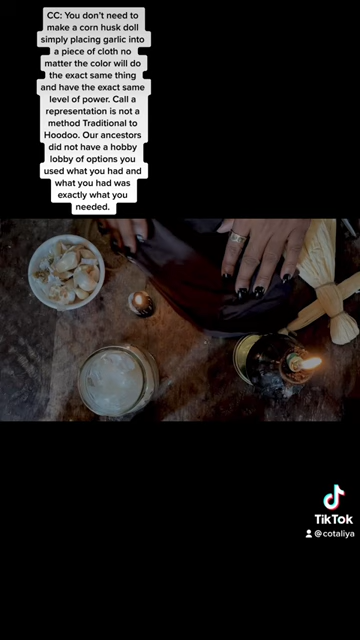 CC: You don't need to
make a corn husk doll
simply placing garlic into
a piece of cloth no
matter the color will do
the exact same thing
and have the exact same
level of power. Call a
representation is not a
method Traditional to
Hoodoo. Our ancestors
did not have a hobby
lobby of options you
used what you had and
what you had was
exactly what you
needed.
TikTok
@cotaliya